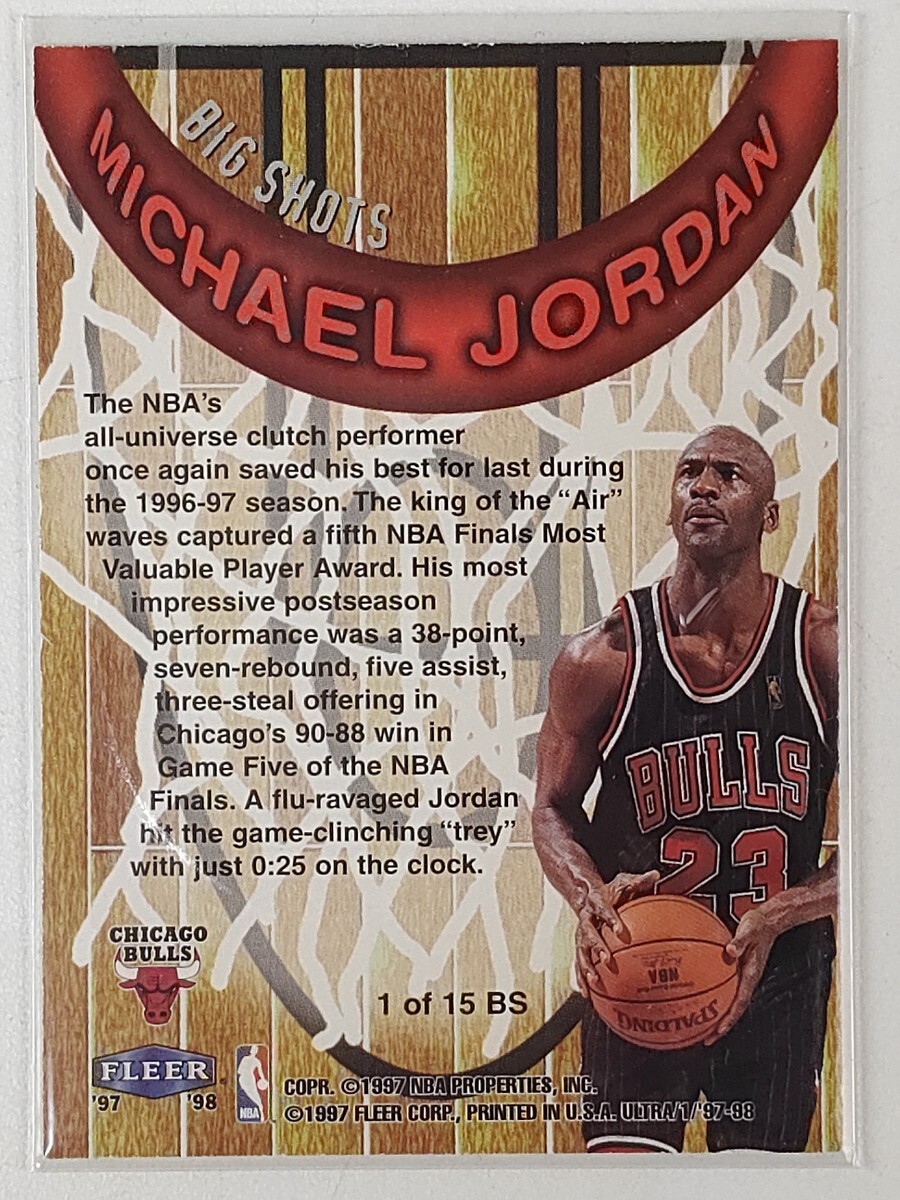 BIG SHOTS
MICHAEL JORDAN
The NBA's
all-universe clutch performer
once again saved his best for last during
the 1996-97 season. The king of the “Air”
waves captured a fifth NBA Finals Most
Valuable Player Award. His most
impressive postseason
performance was a 38-point,
seven-rebound, five assist,
three-steal offering in
Chicago's 90-88 win in
Game Five of the NBA
Finals. A flu-ravaged Jordan
hit the game-clinching “trey”
with just 0:25 on the clock.
BULLS
23
NBA
SPALDING
CHICAGO
BULLS
1 of 15 BS
FLEER
'97 '98
NBA
COPR. ©1997 NBA PROPERTIES, INC.
©1997 FLEER CORP., PRINTED IN U.S.A. ULTRA/1/'97-98